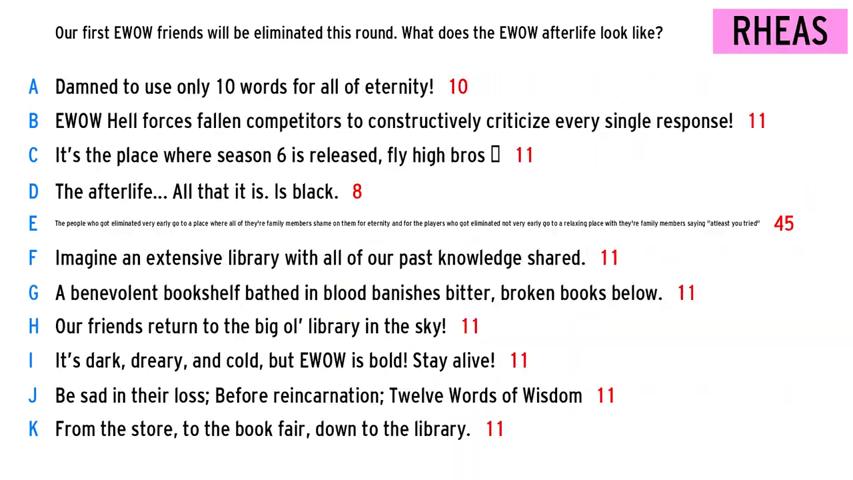 Our first EWOW friends will be eliminated this round. What does the EWOW afterlife look like?
RHEAS
A Damned to use only 10 words for all of eternity! 10
B EWOW Hell forces fallen competitors to constructively criticize every single response! 11
C It's the place where season 6 is released, fly high bros 11
D The afterlife... All that it is. Is black. 8
E The people who got eliminated very early go to a place where all of they're family members shame on them for eternity and for the players who got eliminated not very early go to a relaxing place with they're family members saying "atleast you tried" 45
F Imagine an extensive library with all of our past knowledge shared. 11
G A benevolent bookshelf bathed in blood banishes bitter, broken books below. 11
H Our friends return to the big ol' library in the sky! 11
I It's dark, dreary, and cold, but EWOW is bold! Stay alive! 11
J Be sad in their loss; Before reincarnation; Twelve Words of Wisdom 11
K From the store, to the book fair, down to the library. 11